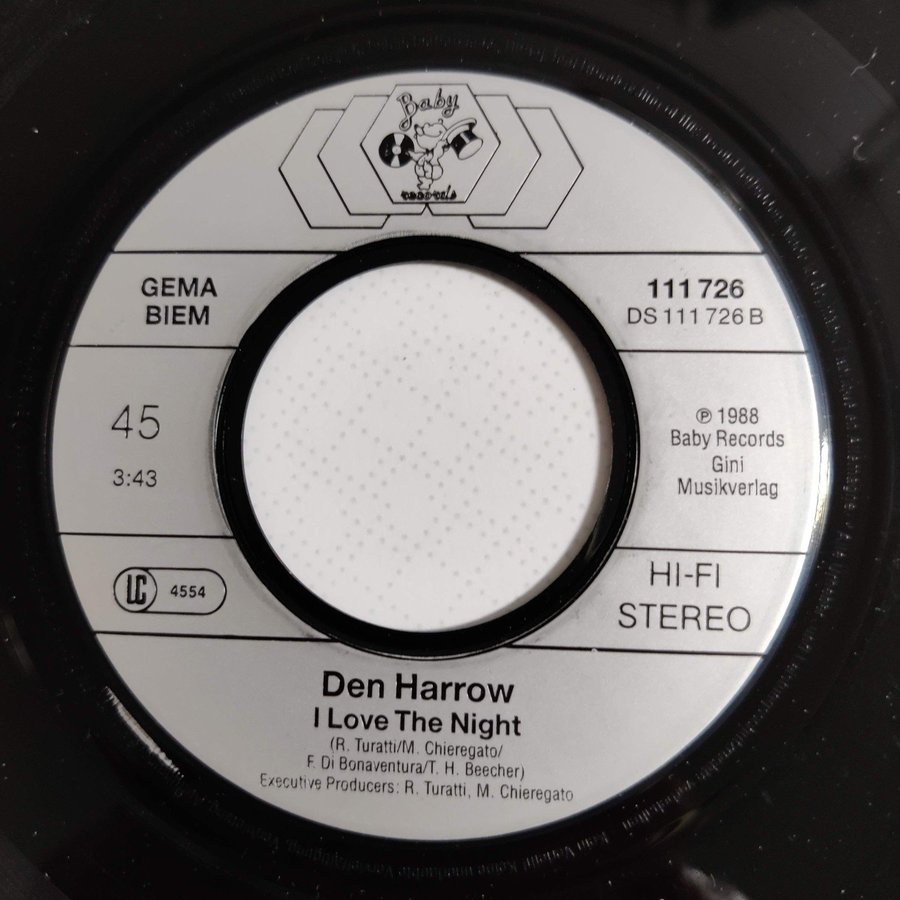 Baby
records
GEMA
BIEM
111 726
DS 111 726 B
45
3:43
℗ 1988
Baby Records
Gini
Musikverlag
LC 4554
HI-FI
STEREO
Den Harrow
I Love The Night
(R. Turatti/M. Chieregato/
F. Di Bonaventura/T. H. Beecher)
Executive Producers: R. Turatti, M. Chieregato